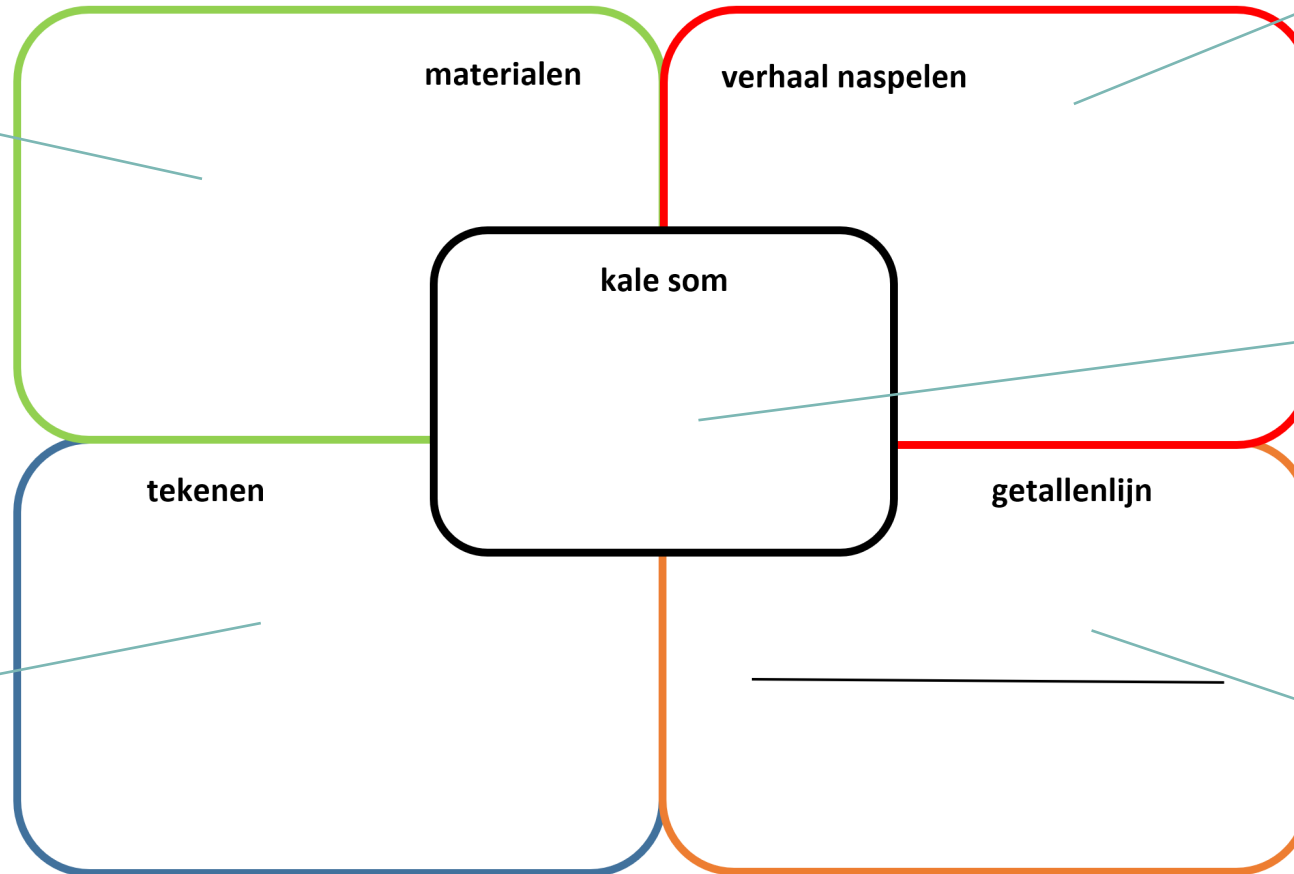 materialen
verhaal naspelen
kale som
tekenen
getallenlijn